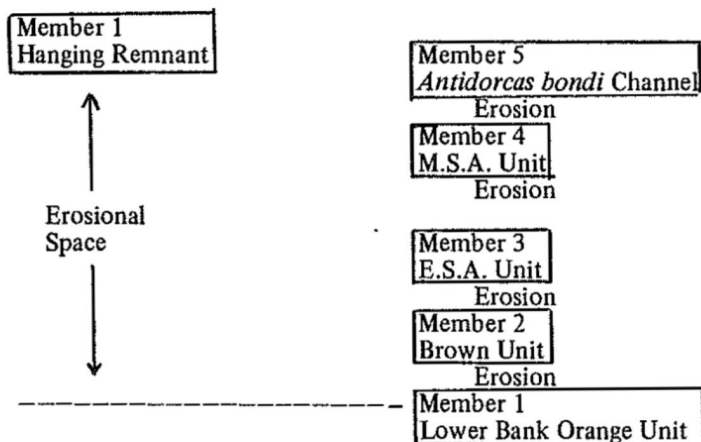 Member 1
Hanging Remnant
Member 5
Antidorcas bondi Channel
Erosion
Member 4
M.S.A. Unit
Erosion
Erosional
Space
Member 3
E.S.A. Unit
Erosion
Member 2
Brown Unit
Erosion
Member 1
Lower Bank Orange Unit